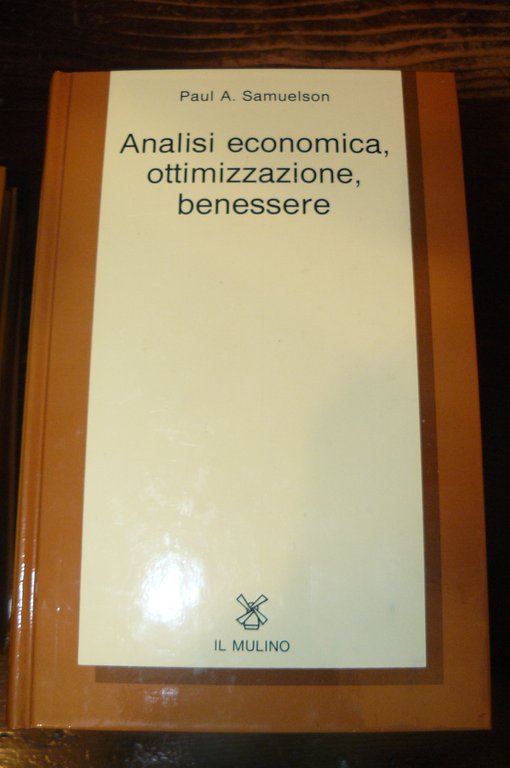 Paul A. Samuelson
Analisi economica,
ottimizzazione,
benessere
IL MULINO